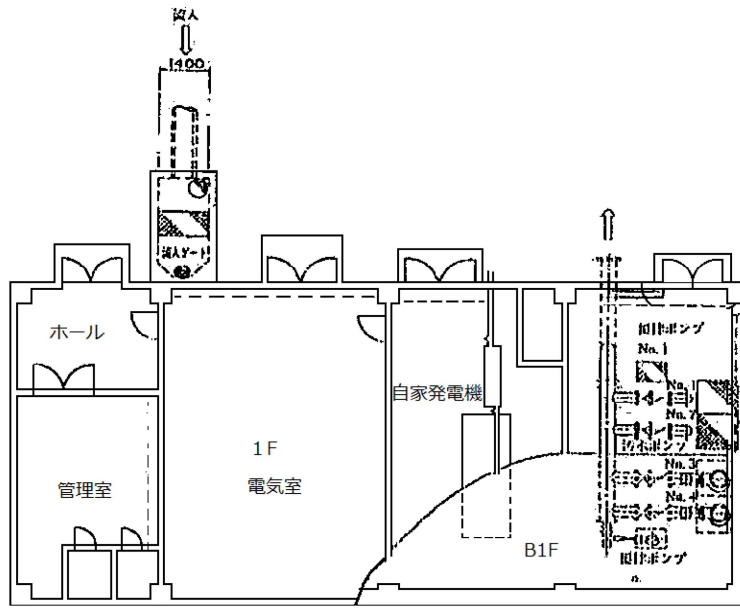 流入
1400
流入ゲート
ホール
自家発電機
No.1
No.1
No.2
汚水ポンプ
1F
電気室
No.3
管理室
No.4
B1F